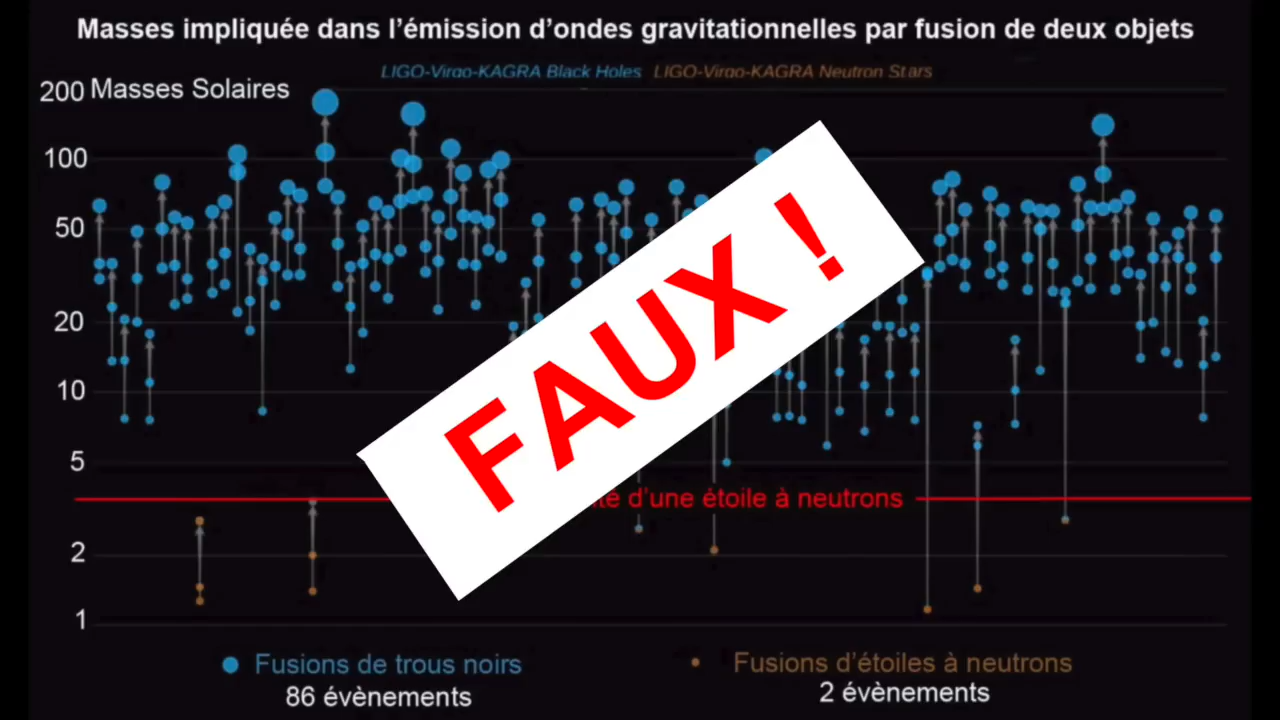 Masses impliquée dans l’émission d’ondes gravitationnelles par fusion de deux objets
LIGO-Virgo-KAGRA Black Holes LIGO-Virgo-KAGRA Neutron Stars
200 Masses Solaires
100
50
20
10
5
d’une étoile à neutrons
2
1
FAUX !
Fusions de trous noirs
Fusions d’étoiles à neutrons
86 évènements
2 évènements